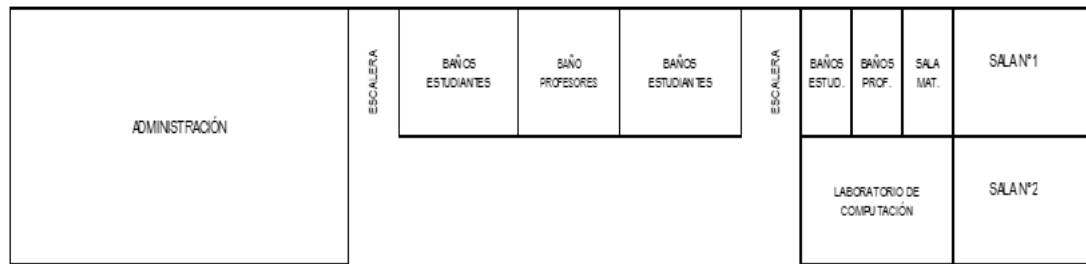 ADMINISTRACIÓN
ESCALERA
BAÑOS
ESTUDIANTES
BAÑO
PROFESORES
BAÑOS
ESTUDIANTES
ESCALERA
BAÑOS
ESTUD.
BAÑOS
PROF.
SALA
MAT.
SALA N°1
LABORATORIO DE
COMPUTACIÓN
SALA N°2